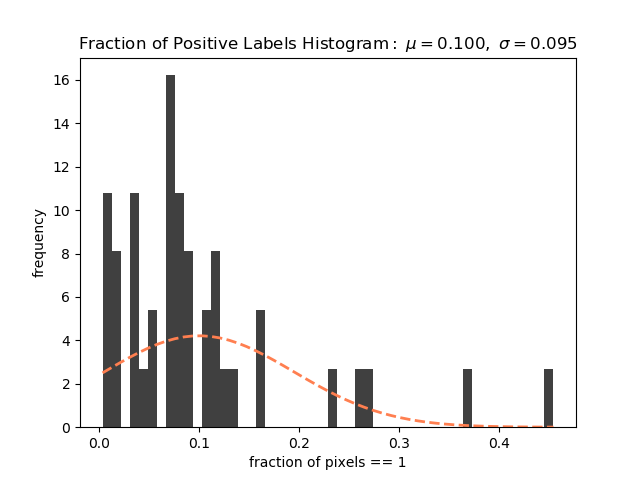 Fraction of Positive Labels Histogram: μ = 0.100, σ = 0.095
16
14
12
10
8
6
4
2
0
frequency
0.0 0.1 0.2 0.3 0.4
fraction of pixels == 1